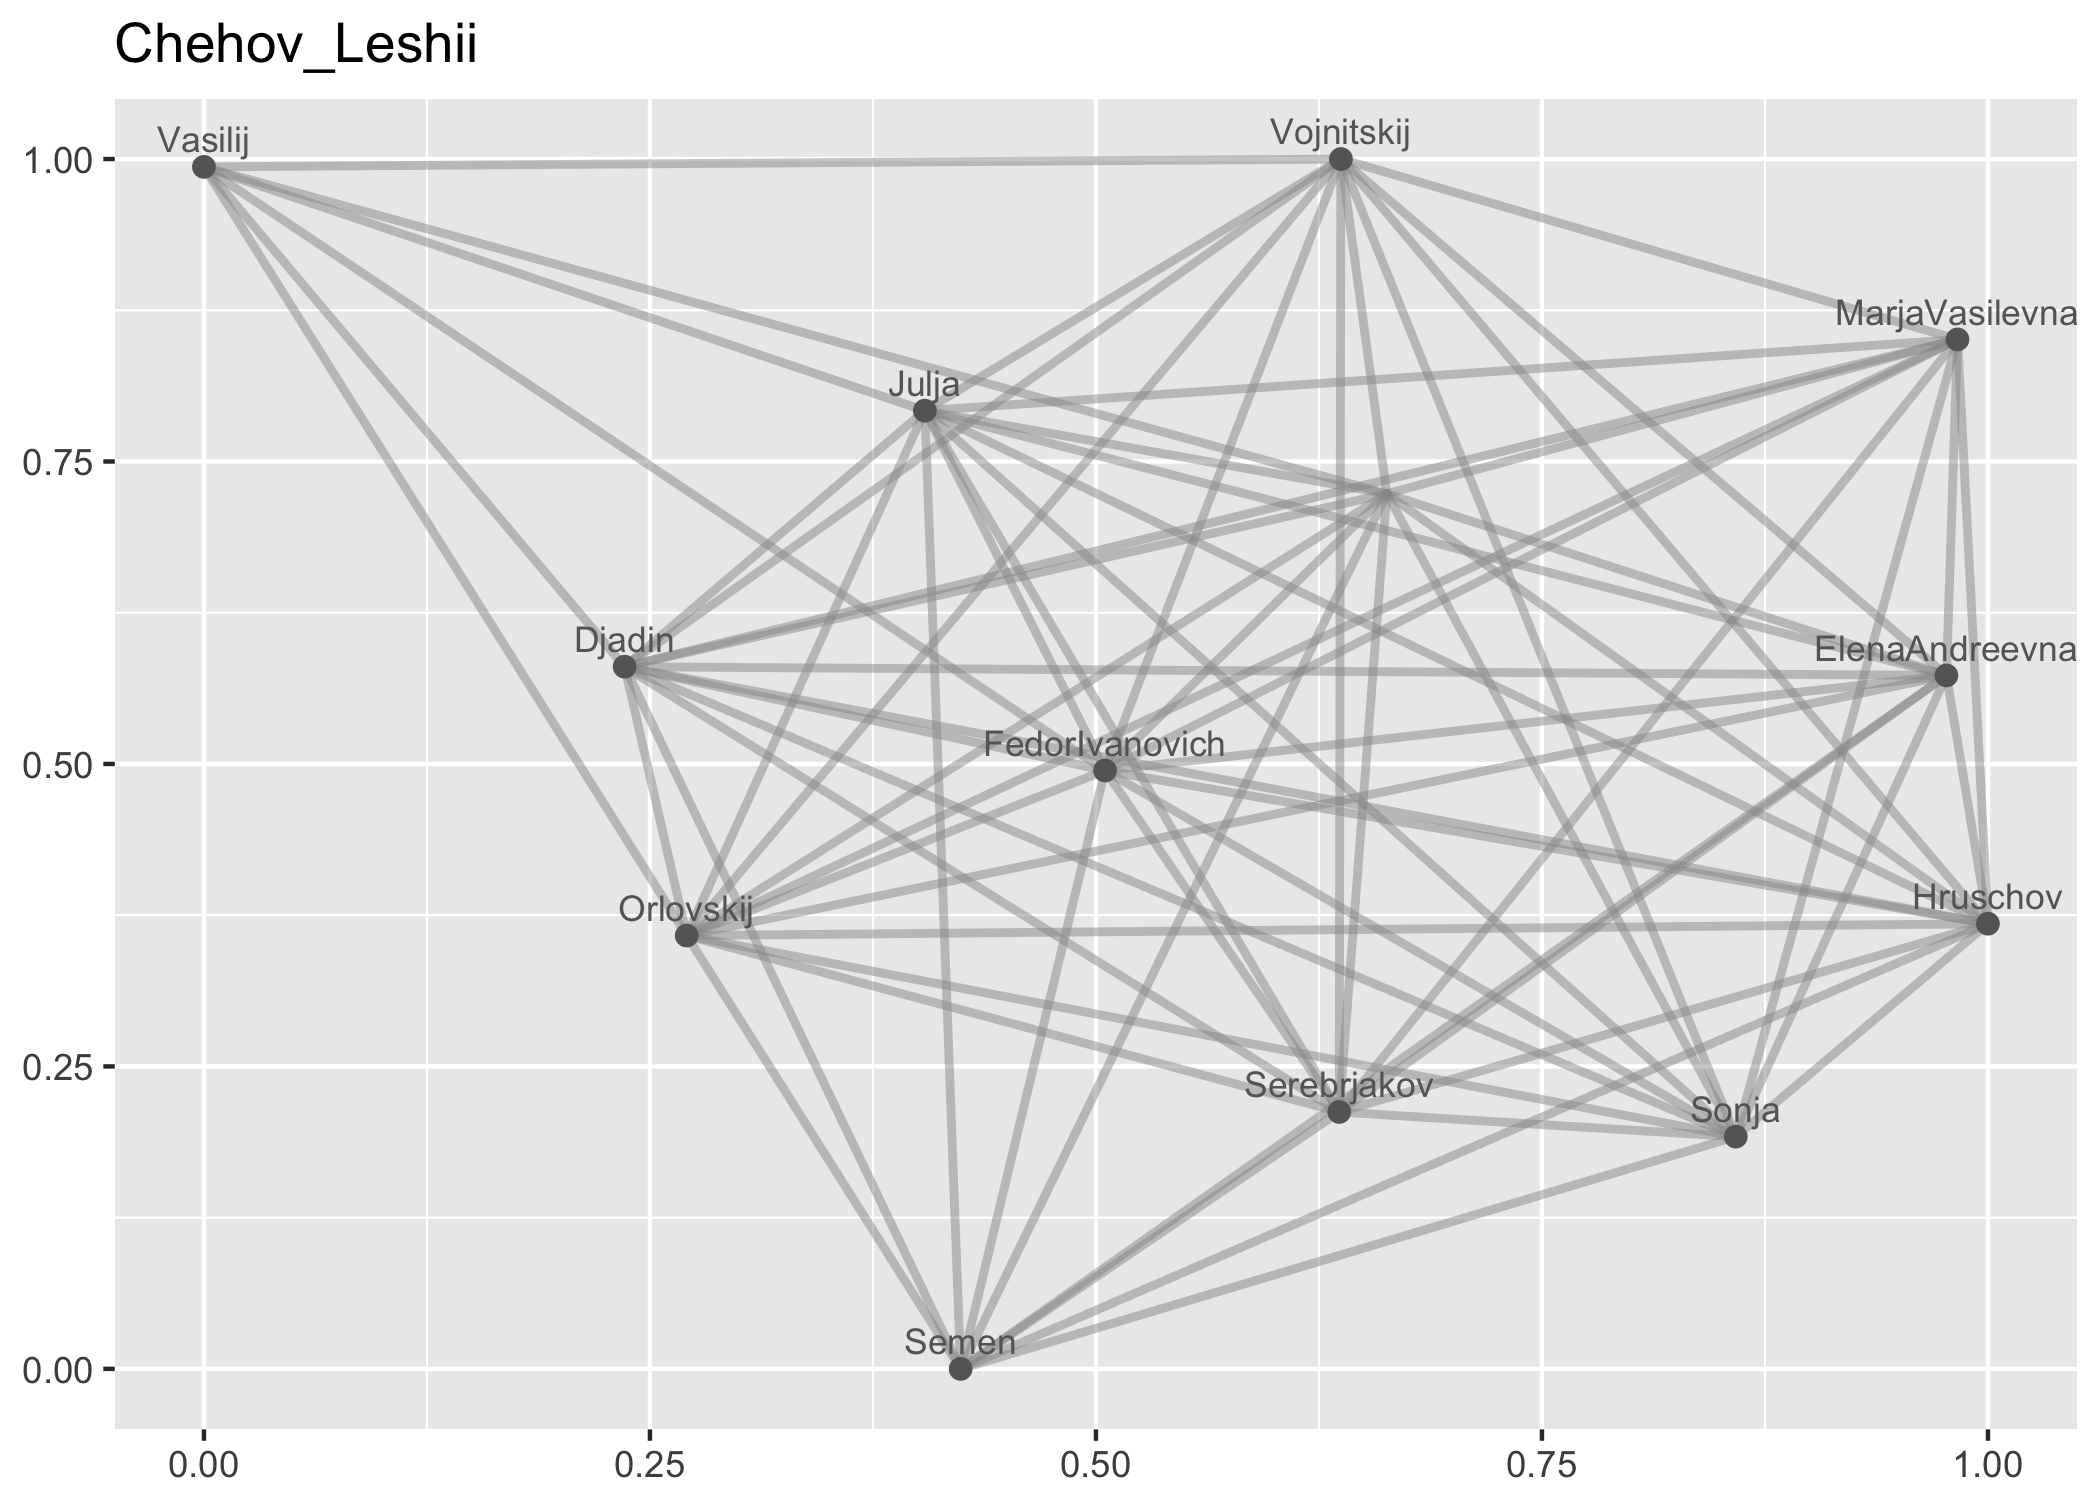 Chehov_Leshii
Vasilij
Vojnitskij
1.00
MarjaVasilevna
Julja
0.75
Djadin
ElenaAndreevna
FedorIvanovich
0.50
Hruschov
Orlovskij
Serebrjakov
0.25
Sonja
Semen
0.00
0.00 0.25 0.50 0.75 1.00